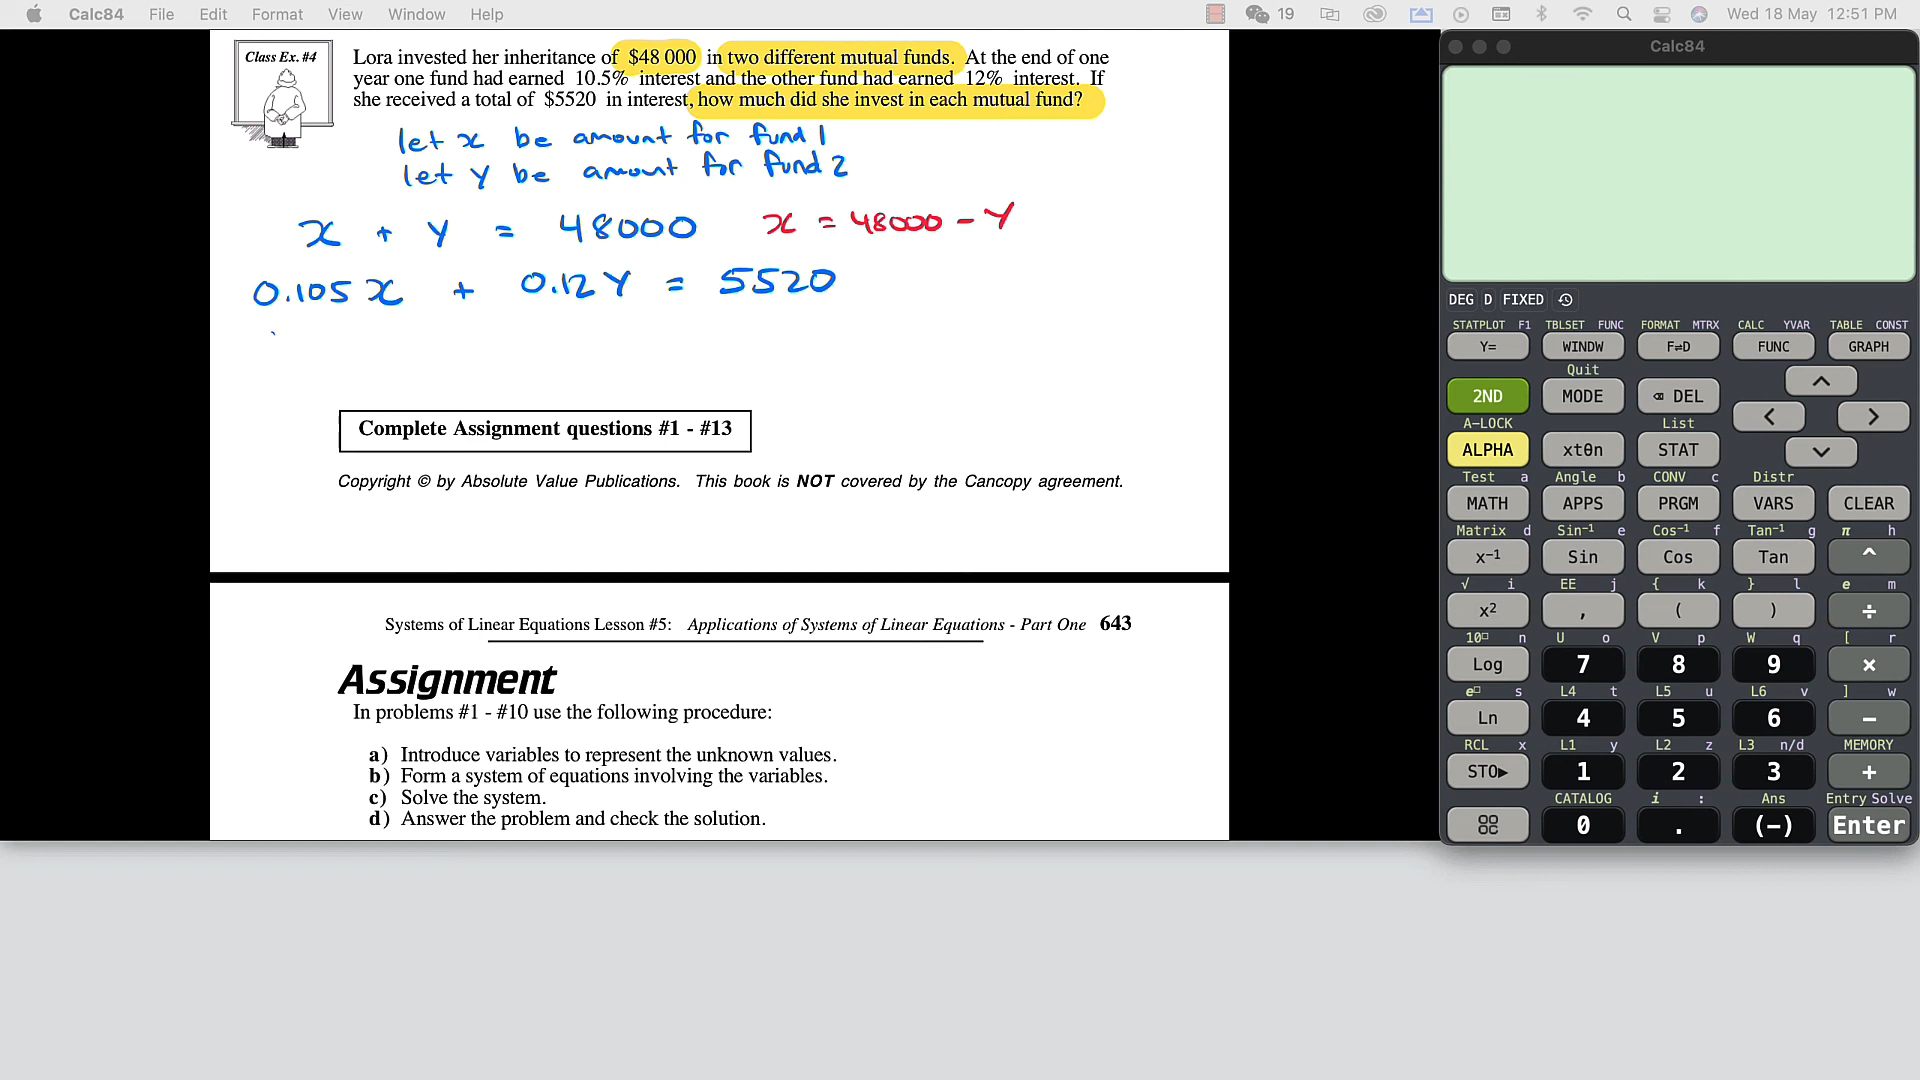 Calc84 File Edit Format View Window Help 19 Wed 18 May 12:51 PM
Class Ex. #4
Lora invested her inheritance of $48 000 in two different mutual funds. At the end of one
year one fund had earned 10.5% interest and the other fund had earned 12% interest. If
she received a total of $5520 in interest, how much did she invest in each mutual fund?
let x be amount for fund 1
let y be amount for fund 2
x + y = 48000 x = 48000 - y
0.105 x + 0.12 y = 5520
Complete Assignment questions #1 - #13
Copyright © by Absolute Value Publications. This book is NOT covered by the Cancopy agreement.
Systems of Linear Equations Lesson #5: Applications of Systems of Linear Equations - Part One 643
Assignment
In problems #1 - #10 use the following procedure:
a) Introduce variables to represent the unknown values.
b) Form a system of equations involving the variables.
c) Solve the system.
d) Answer the problem and check the solution.
Calc84
DEG D FIXED
STATPLOT F1 TBLSET FUNC FORMAT MTRX CALC YVAR TABLE CONST
Y= WINDW F⇌D FUNC GRAPH
Quit
2ND MODE DEL
A-LOCK List
ALPHA xtθn STAT
Test a Angle b CONV c Distr
MATH APPS PRGM VARS CLEAR
Matrix d Sin⁻¹ e Cos⁻¹ f Tan⁻¹ g π h
x⁻¹ Sin Cos Tan ^
√ i EE j { k } l e m
x² , ( ) ÷
10□ n U o V p W q [ r
Log 7 8 9 ×
e□ s L4 t L5 u L6 v ] w
Ln 4 5 6 −
RCL x L1 y L2 z L3 n/d MEMORY
STO▶ 1 2 3 +
CATALOG i : Ans Entry Solve
0 . (−) Enter